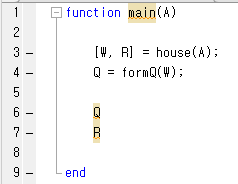 1 function main(A)
2
3 – [W, R] = house(A);
4 – Q = formQ(W);
5
6 – Q
7 – R
8
9 – end